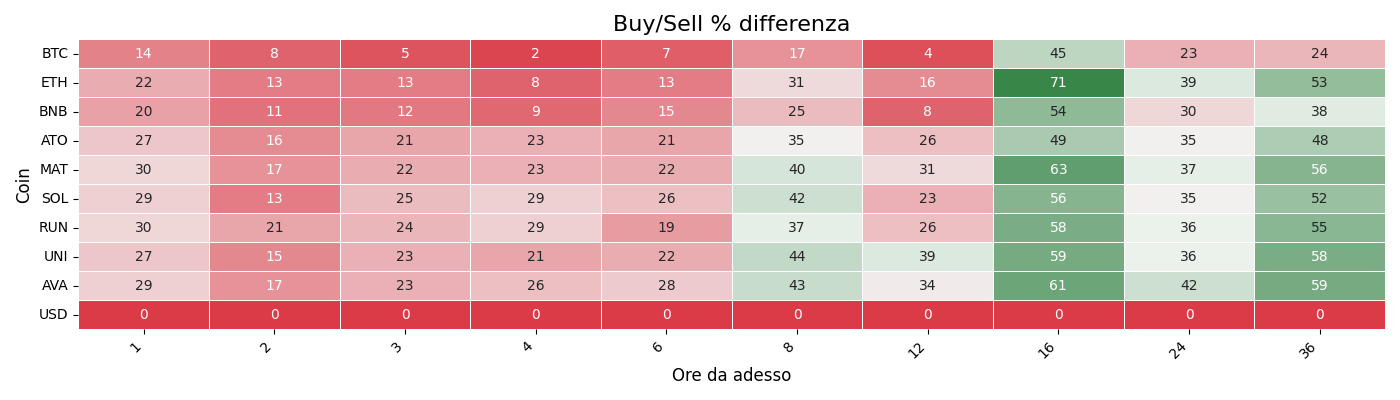 Buy/Sell % differenza
Coin
BTC 14 8 5 2 7 17 4 45 23 24
ETH 22 13 13 8 13 31 16 71 39 53
BNB 20 11 12 9 15 25 8 54 30 38
ATO 27 16 21 23 21 35 26 49 35 48
MAT 30 17 22 23 22 40 31 63 37 56
SOL 29 13 25 29 26 42 23 56 35 52
RUN 30 21 24 29 19 37 26 58 36 55
UNI 27 15 23 21 22 44 39 59 36 58
AVA 29 17 23 26 28 43 34 61 42 59
USD 0 0 0 0 0 0 0 0 0 0
1 2 3 4 6 8 12 16 24 36
Ore da adesso